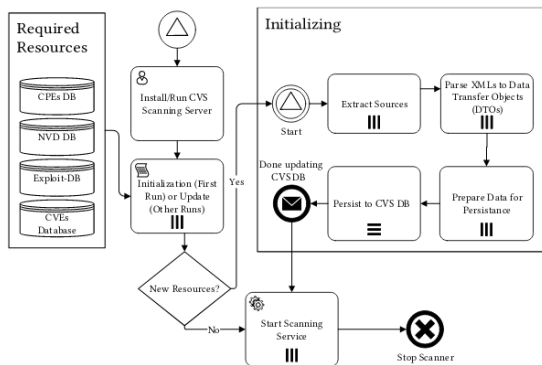 Required
Resources
CPEs DB
NVD DB
Exploit-DB
CVEs
Database
Install/Run CVS
Scanning Server
Initialization (First
Run) or Update
(Other Runs)
New Resources?
Yes
No
Initializing
Start
Extract Sources
Parse XMLs to Data
Transfer Objects
(DTOs)
Prepare Data for
Persistance
Persist to CVS DB
Done updating
CVSDB
Start Scanning
Service
Stop Scanner